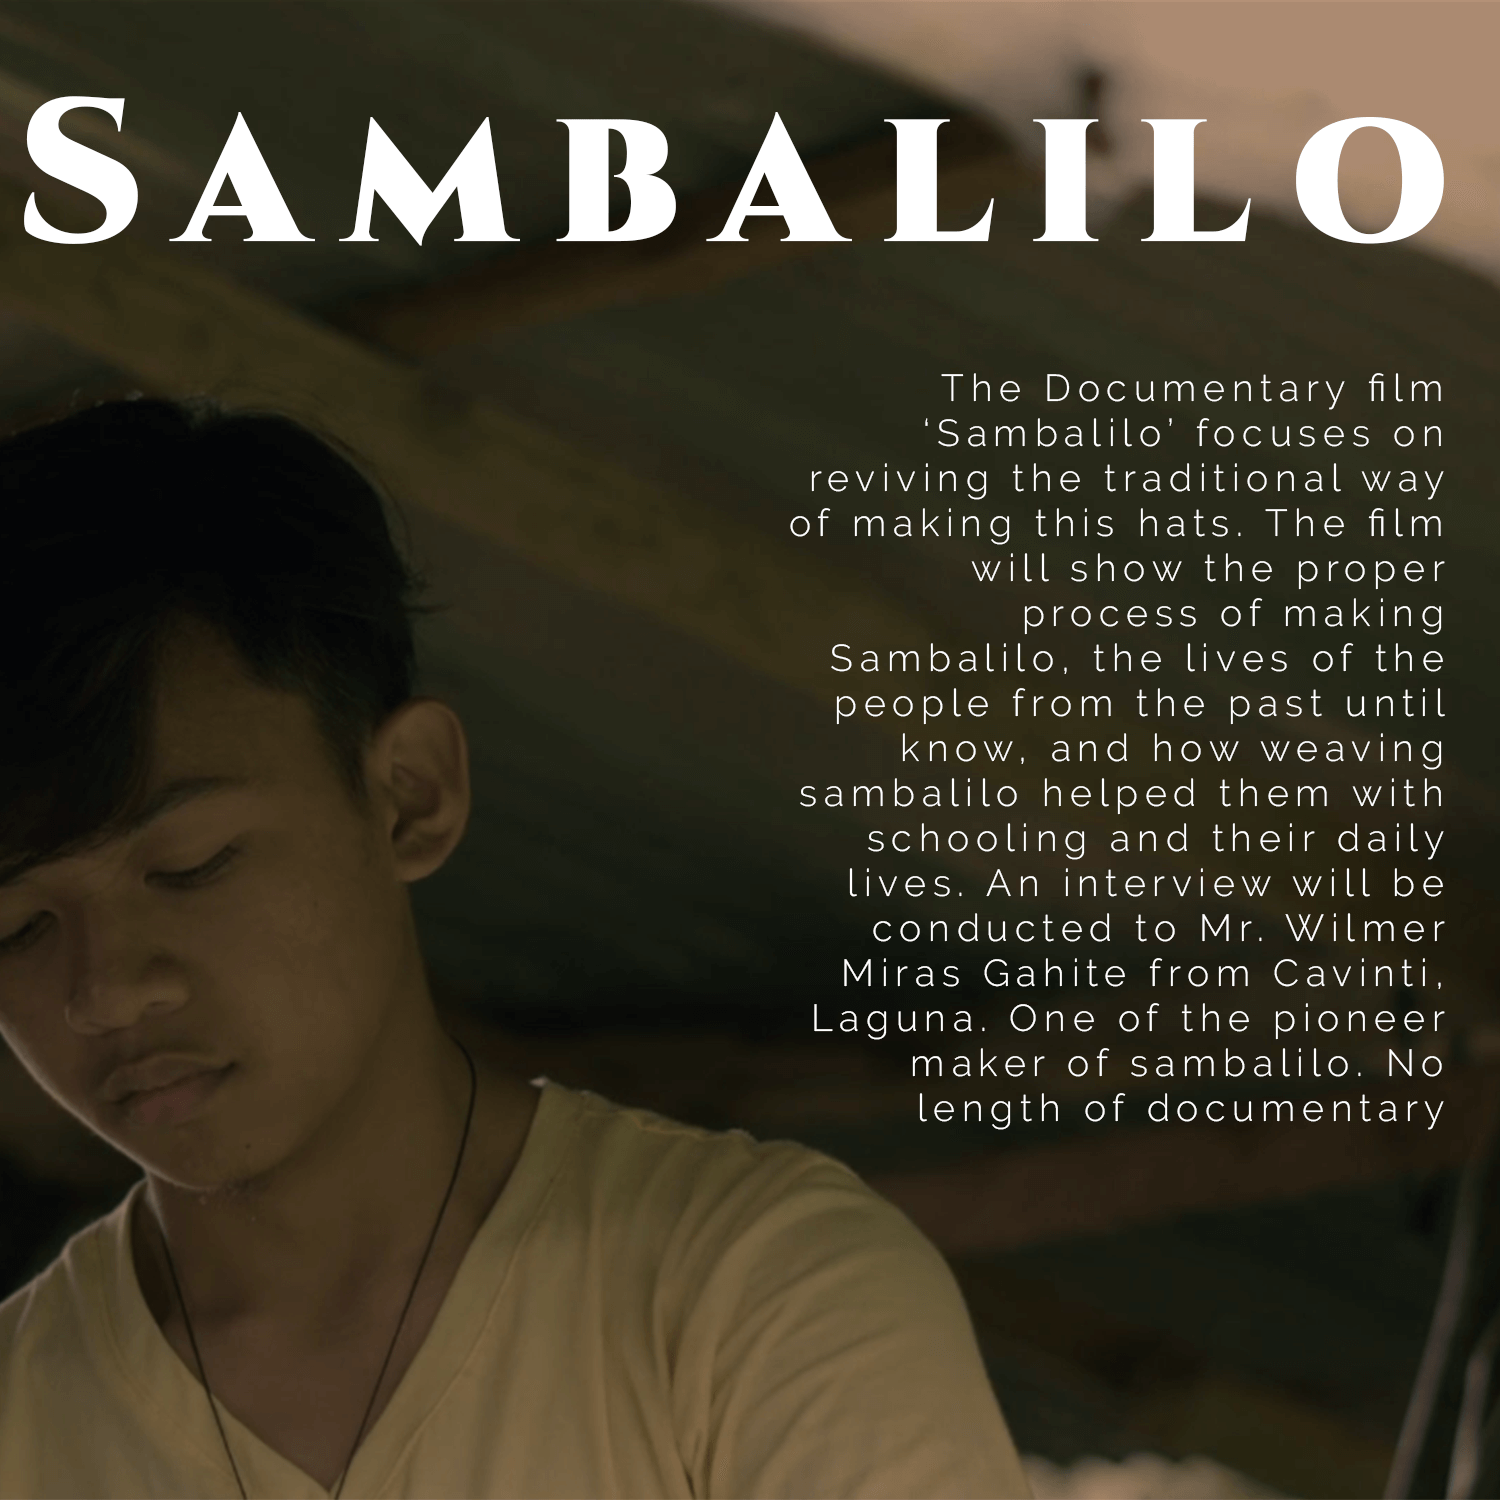 SAMBALILO
The Documentary film
‘Sambalilo’ focuses on
reviving the traditional way
of making this hats. The film
will show the proper
process of making
Sambalilo, the lives of the
people from the past until
know, and how weaving
sambalilo helped them with
schooling and their daily
lives. An interview will be
conducted to Mr. Wilmer
Miras Gahite from Cavinti,
Laguna. One of the pioneer
maker of sambalilo. No
length of documentary